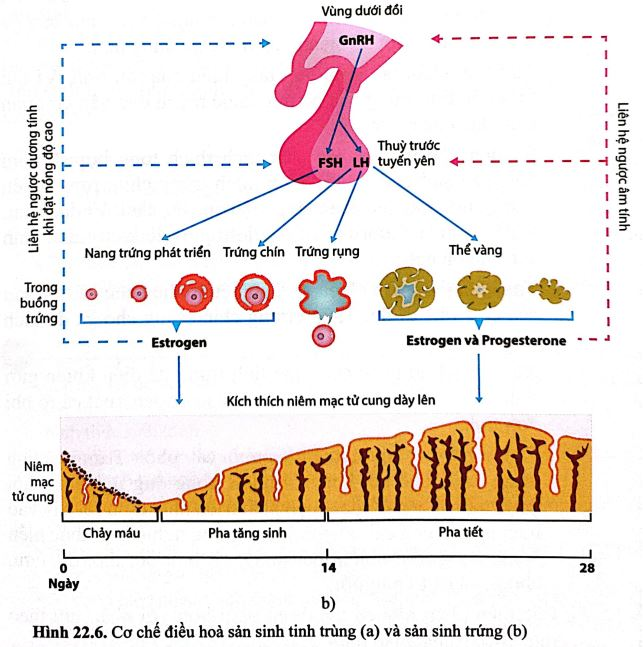 Vùng dưới đồi
GnRH
Liên hệ ngược dương tính
khi đạt nồng độ cao
Liên hệ ngược âm tính
FSH LH
Thuỳ trước
tuyến yên
Nang trứng phát triển
Trứng chín
Trứng rụng
Thể vàng
Trong
buồng
trứng
Estrogen
Estrogen và Progesterone
Kích thích niêm mạc tử cung dày lên
Niêm
mạc
tử cung
Chảy máu
Pha tăng sinh
Pha tiết
0
14
28
Ngày
b)
Hình 22.6. Cơ chế điều hoà sản sinh tinh trùng (a) và sản sinh trứng (b)